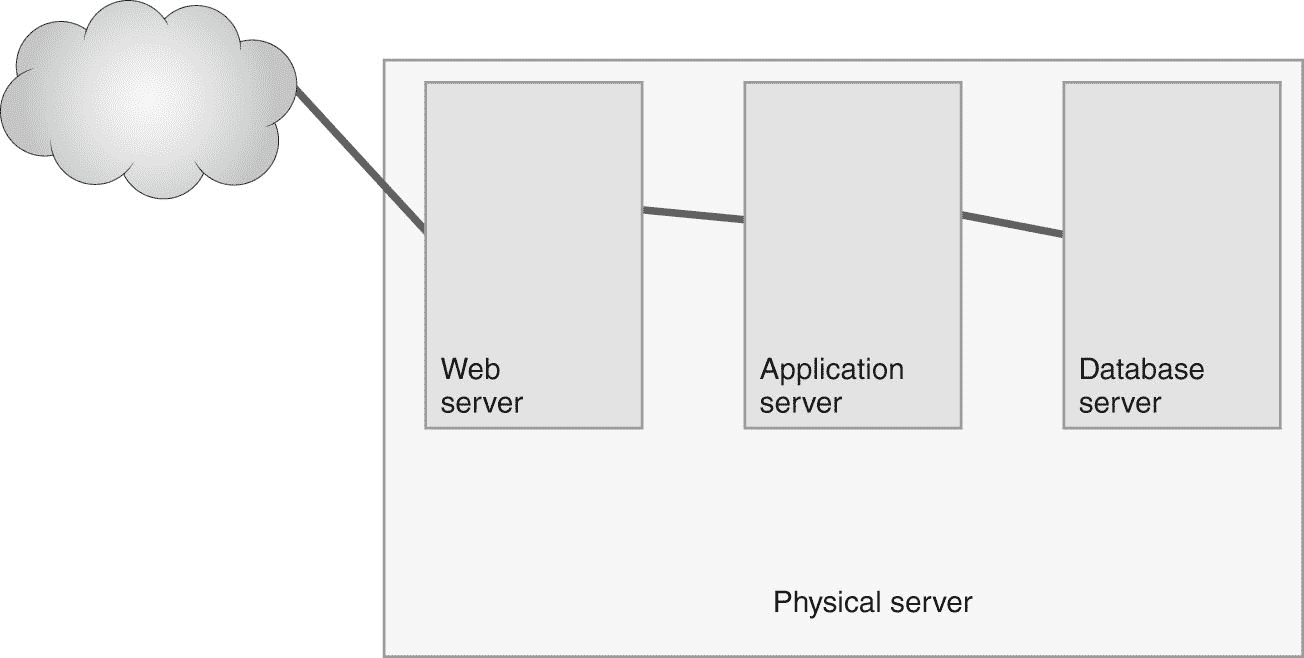 Web
server
Application
server
Database
server
Physical server